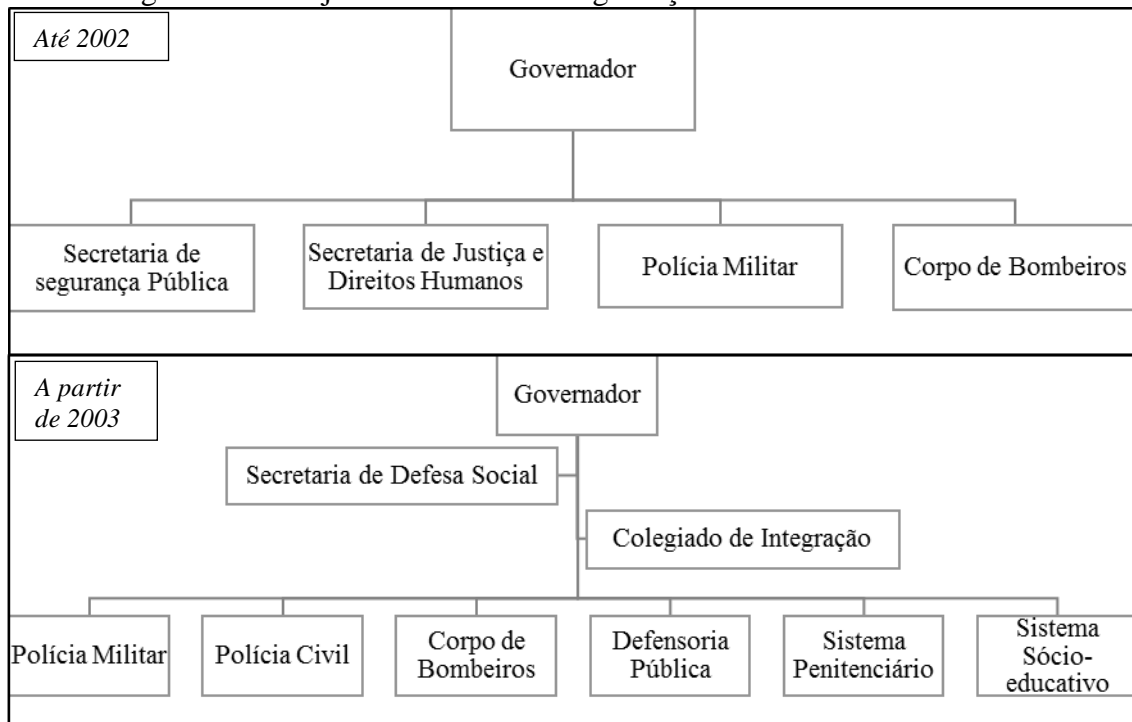 Até 2002
Governador
Secretaria de
segurança Pública
Secretaria de Justiça e
Direitos Humanos
Polícia Militar
Corpo de Bombeiros
A partir
de 2003
Governador
Secretaria de Defesa Social
Colegiado de Integração
Polícia Militar
Polícia Civil
Corpo de
Bombeiros
Defensoria
Pública
Sistema
Penitenciário
Sistema
Sócio-
educativo